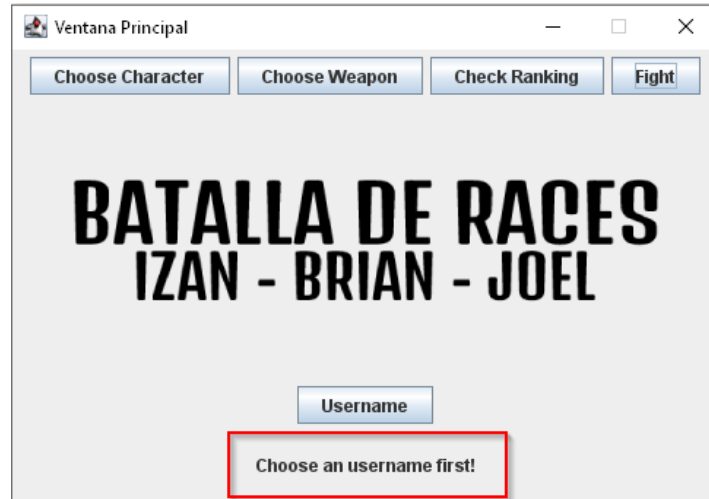 Ventana Principal
Choose Character Choose Weapon Check Ranking Fight
BATALLA DE RACES
IZAN - BRIAN - JOEL
Username
Choose an username first!